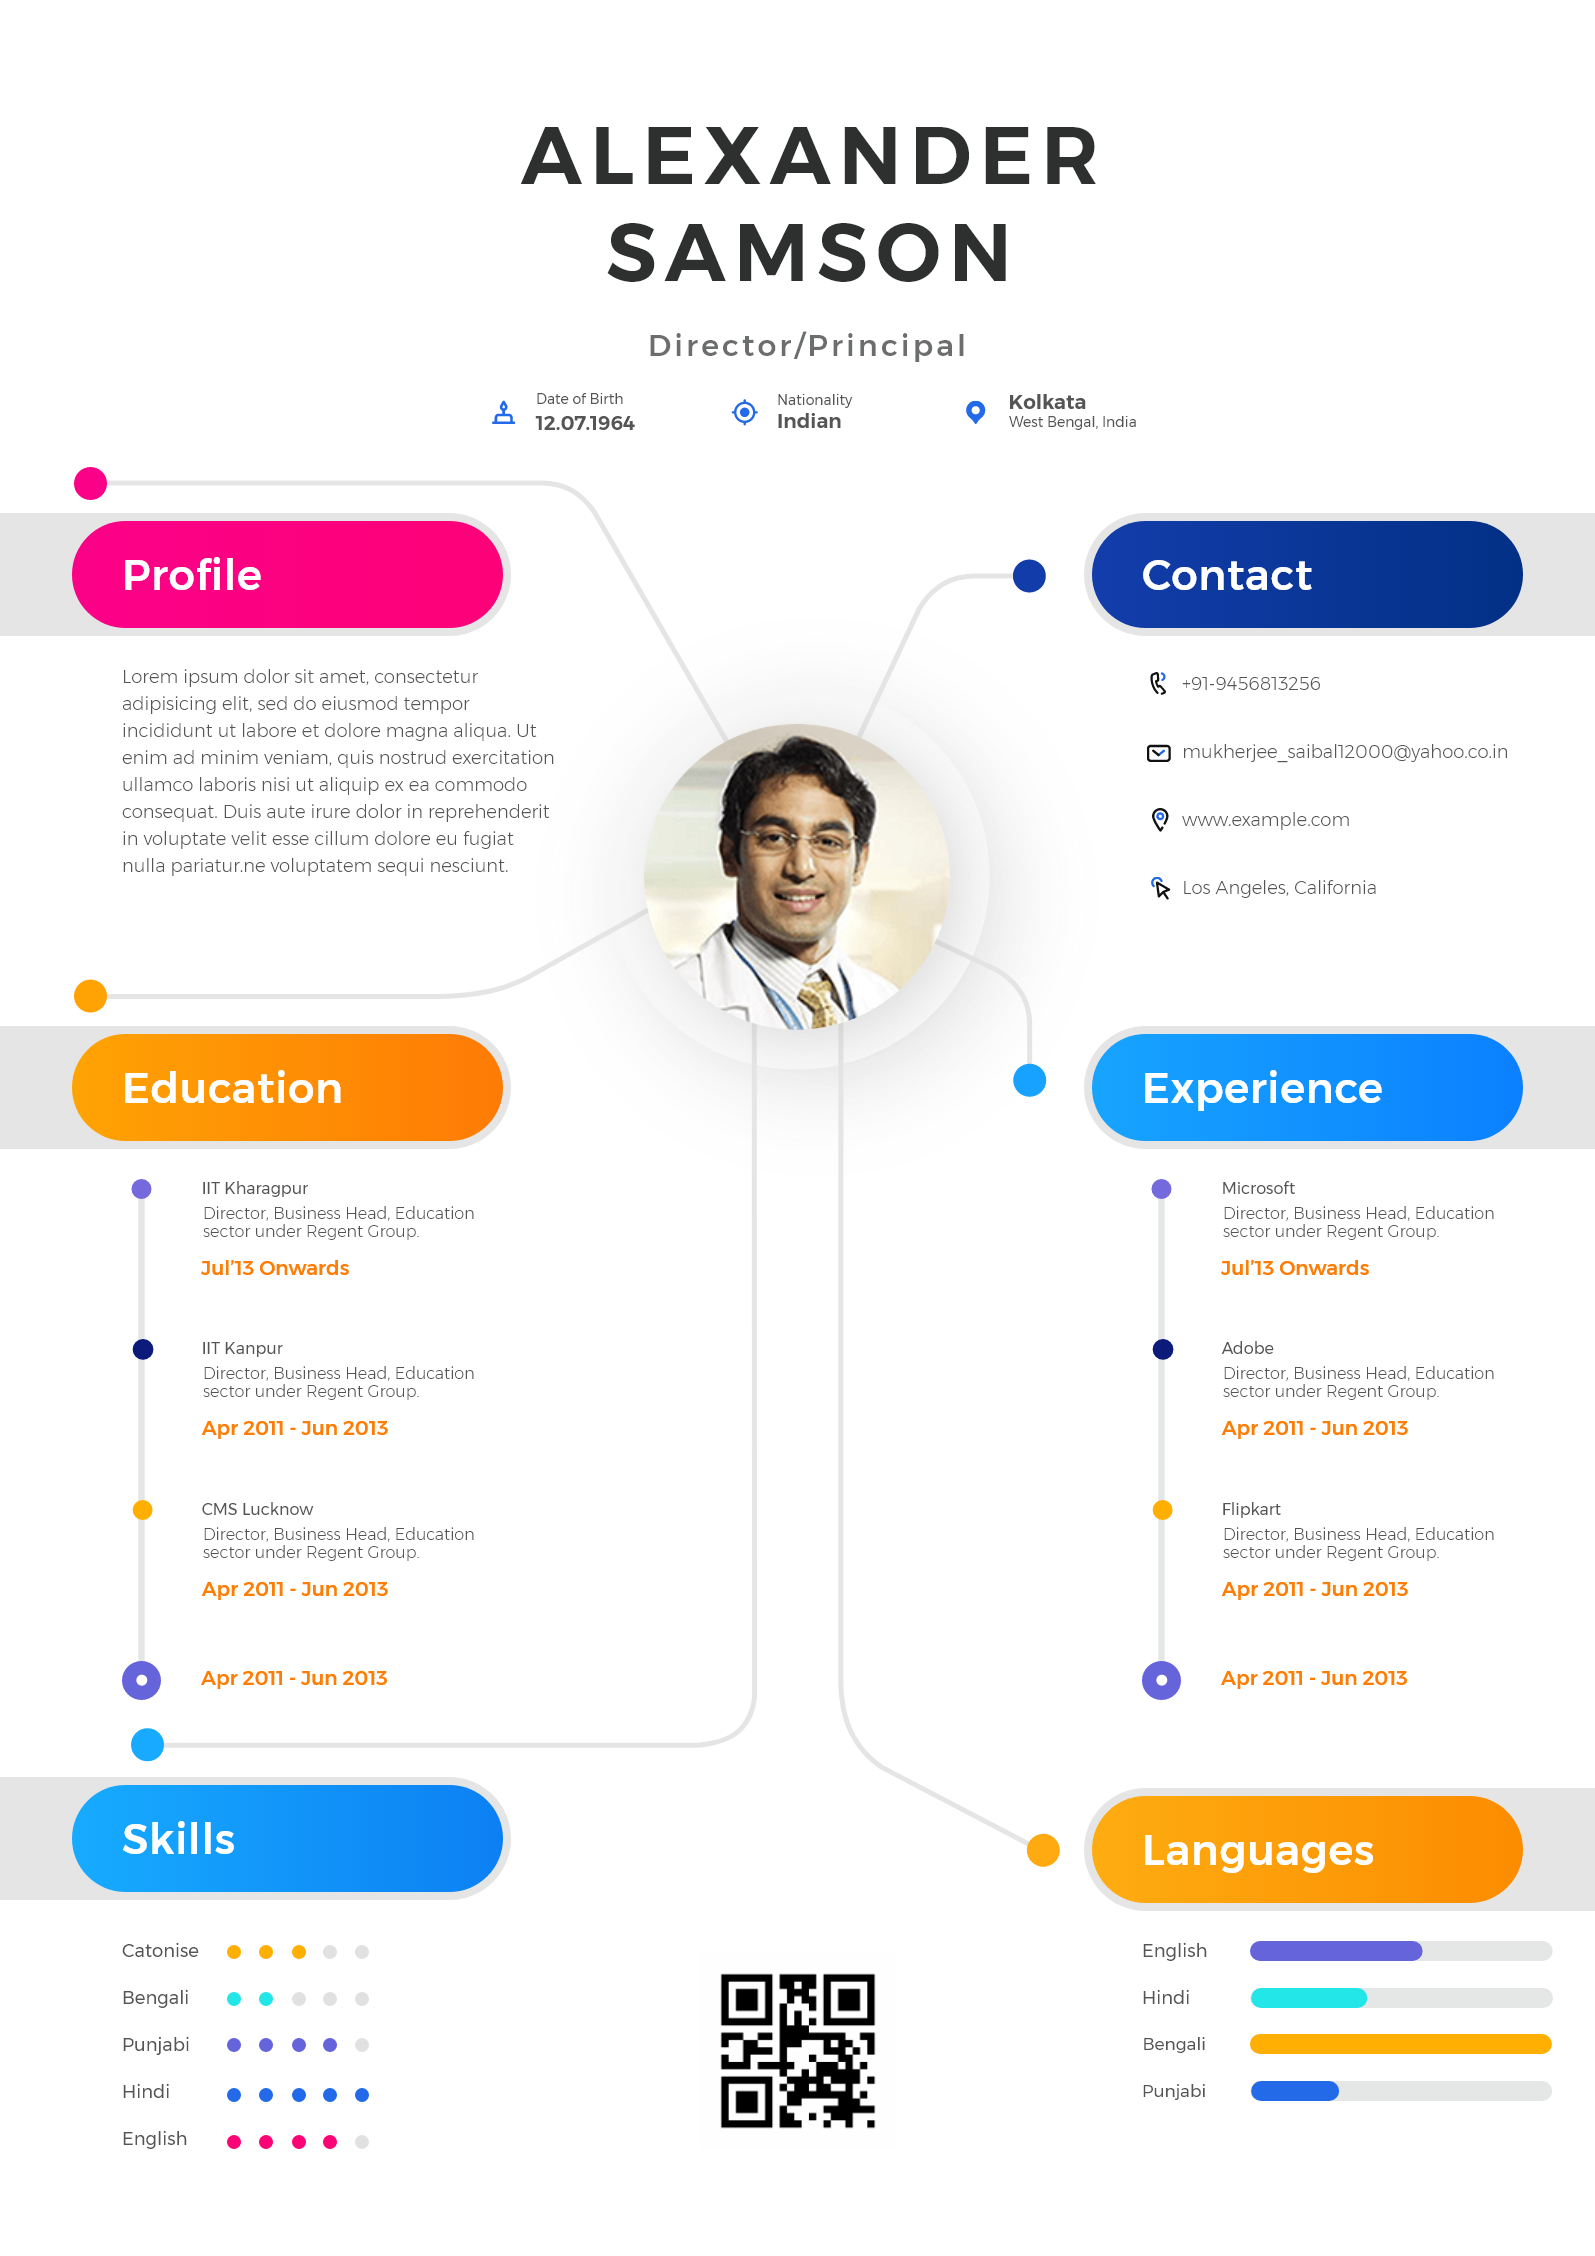 ALEXANDER
SAMSON
Director/Principal
Date of Birth
12.07.1964
Nationality
Indian
Kolkata
West Bengal, India
Profile
Lorem ipsum dolor sit amet, consectetur
adipisicing elit, sed do eiusmod tempor
incididunt ut labore et dolore magna aliqua. Ut
enim ad minim veniam, quis nostrud exercitation
ullamco laboris nisi ut aliquip ex ea commodo
consequat. Duis aute irure dolor in reprehenderit
in voluptate velit esse cillum dolore eu fugiat
nulla pariatur.ne voluptatem sequi nesciunt.
Contact
+91-9456813256
mukherjee_saibal12000@yahoo.co.in
www.example.com
Los Angeles, California
Education
IIT Kharagpur
Director, Business Head, Education
sector under Regent Group.
Jul’13 Onwards
IIT Kanpur
Director, Business Head, Education
sector under Regent Group.
Apr 2011 - Jun 2013
CMS Lucknow
Director, Business Head, Education
sector under Regent Group.
Apr 2011 - Jun 2013
Apr 2011 - Jun 2013
Experience
Microsoft
Director, Business Head, Education
sector under Regent Group.
Jul’13 Onwards
Adobe
Director, Business Head, Education
sector under Regent Group.
Apr 2011 - Jun 2013
Flipkart
Director, Business Head, Education
sector under Regent Group.
Apr 2011 - Jun 2013
Apr 2011 - Jun 2013
Skills
Catonise
Bengali
Punjabi
Hindi
English
Languages
English
Hindi
Bengali
Punjabi